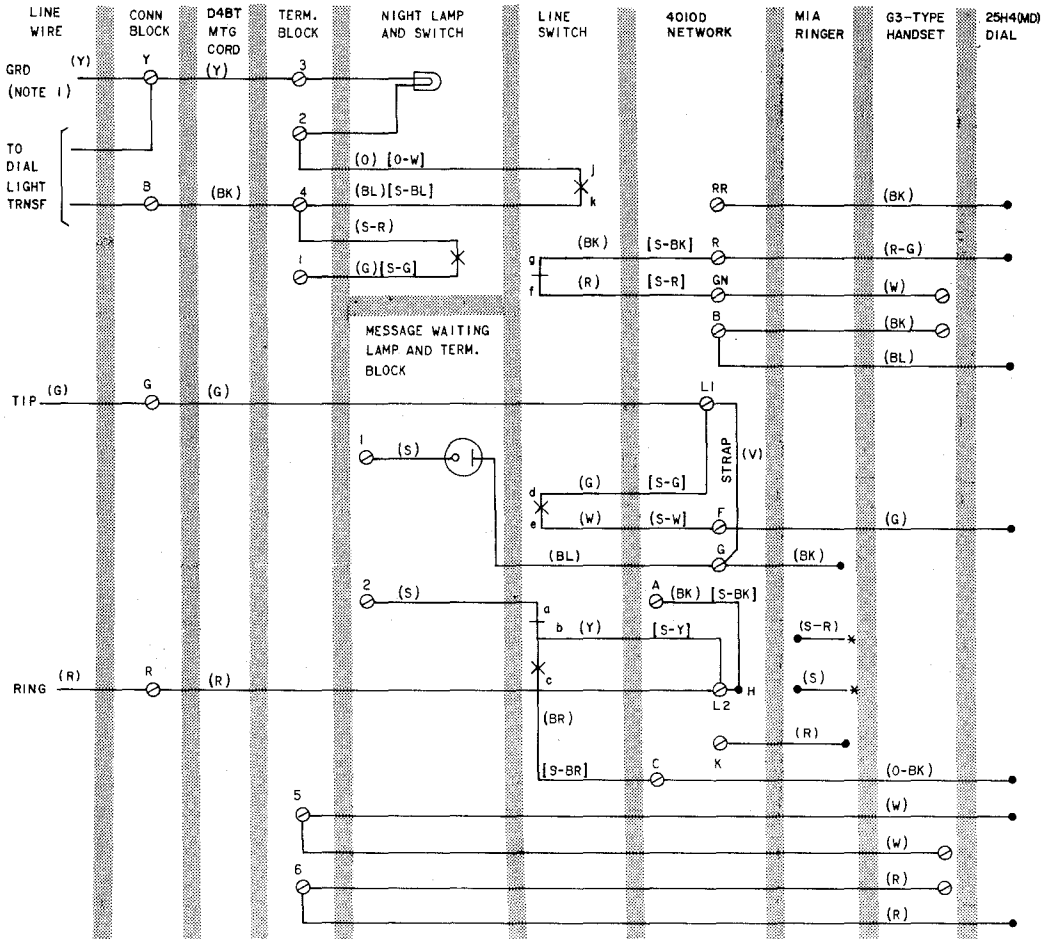 LINE WIRE
CONN BLOCK
D4BT MTG CORD
TERM. BLOCK
NIGHT LAMP AND SWITCH
LINE SWITCH
4010D NETWORK
MIA RINGER
G3-TYPE HANDSET
25H4(MD) DIAL
GRD (Y) Y (Y) 3
(NOTE 1)
2
TO
DIAL
LIGHT
TRNSF
(O) [O-W] j
B (BK) 4 (BL)[S-BL] k RR (BK)
(S-R)
g (BK) [S-BK] R (R-G)
1 (G)[S-G]
f (R) [S-R] GN (W)
B (BK)
MESSAGE WAITING
LAMP AND TERM.
BLOCK
(BL)
TIP (G) G (G) L1
1 (S)
STRAP (V)
d (G) [S-G]
e (W) (S-W) F (G)
(BL) G (BK)
2 (S) a A (BK) [S-BK]
b (Y) [S-Y] (S-R)
RING (R) R (R) c L2 H (S)
(BR)
K (R)
[S-BR] C (O-BK)
5 (W)
(W)
6 (R)
(R)